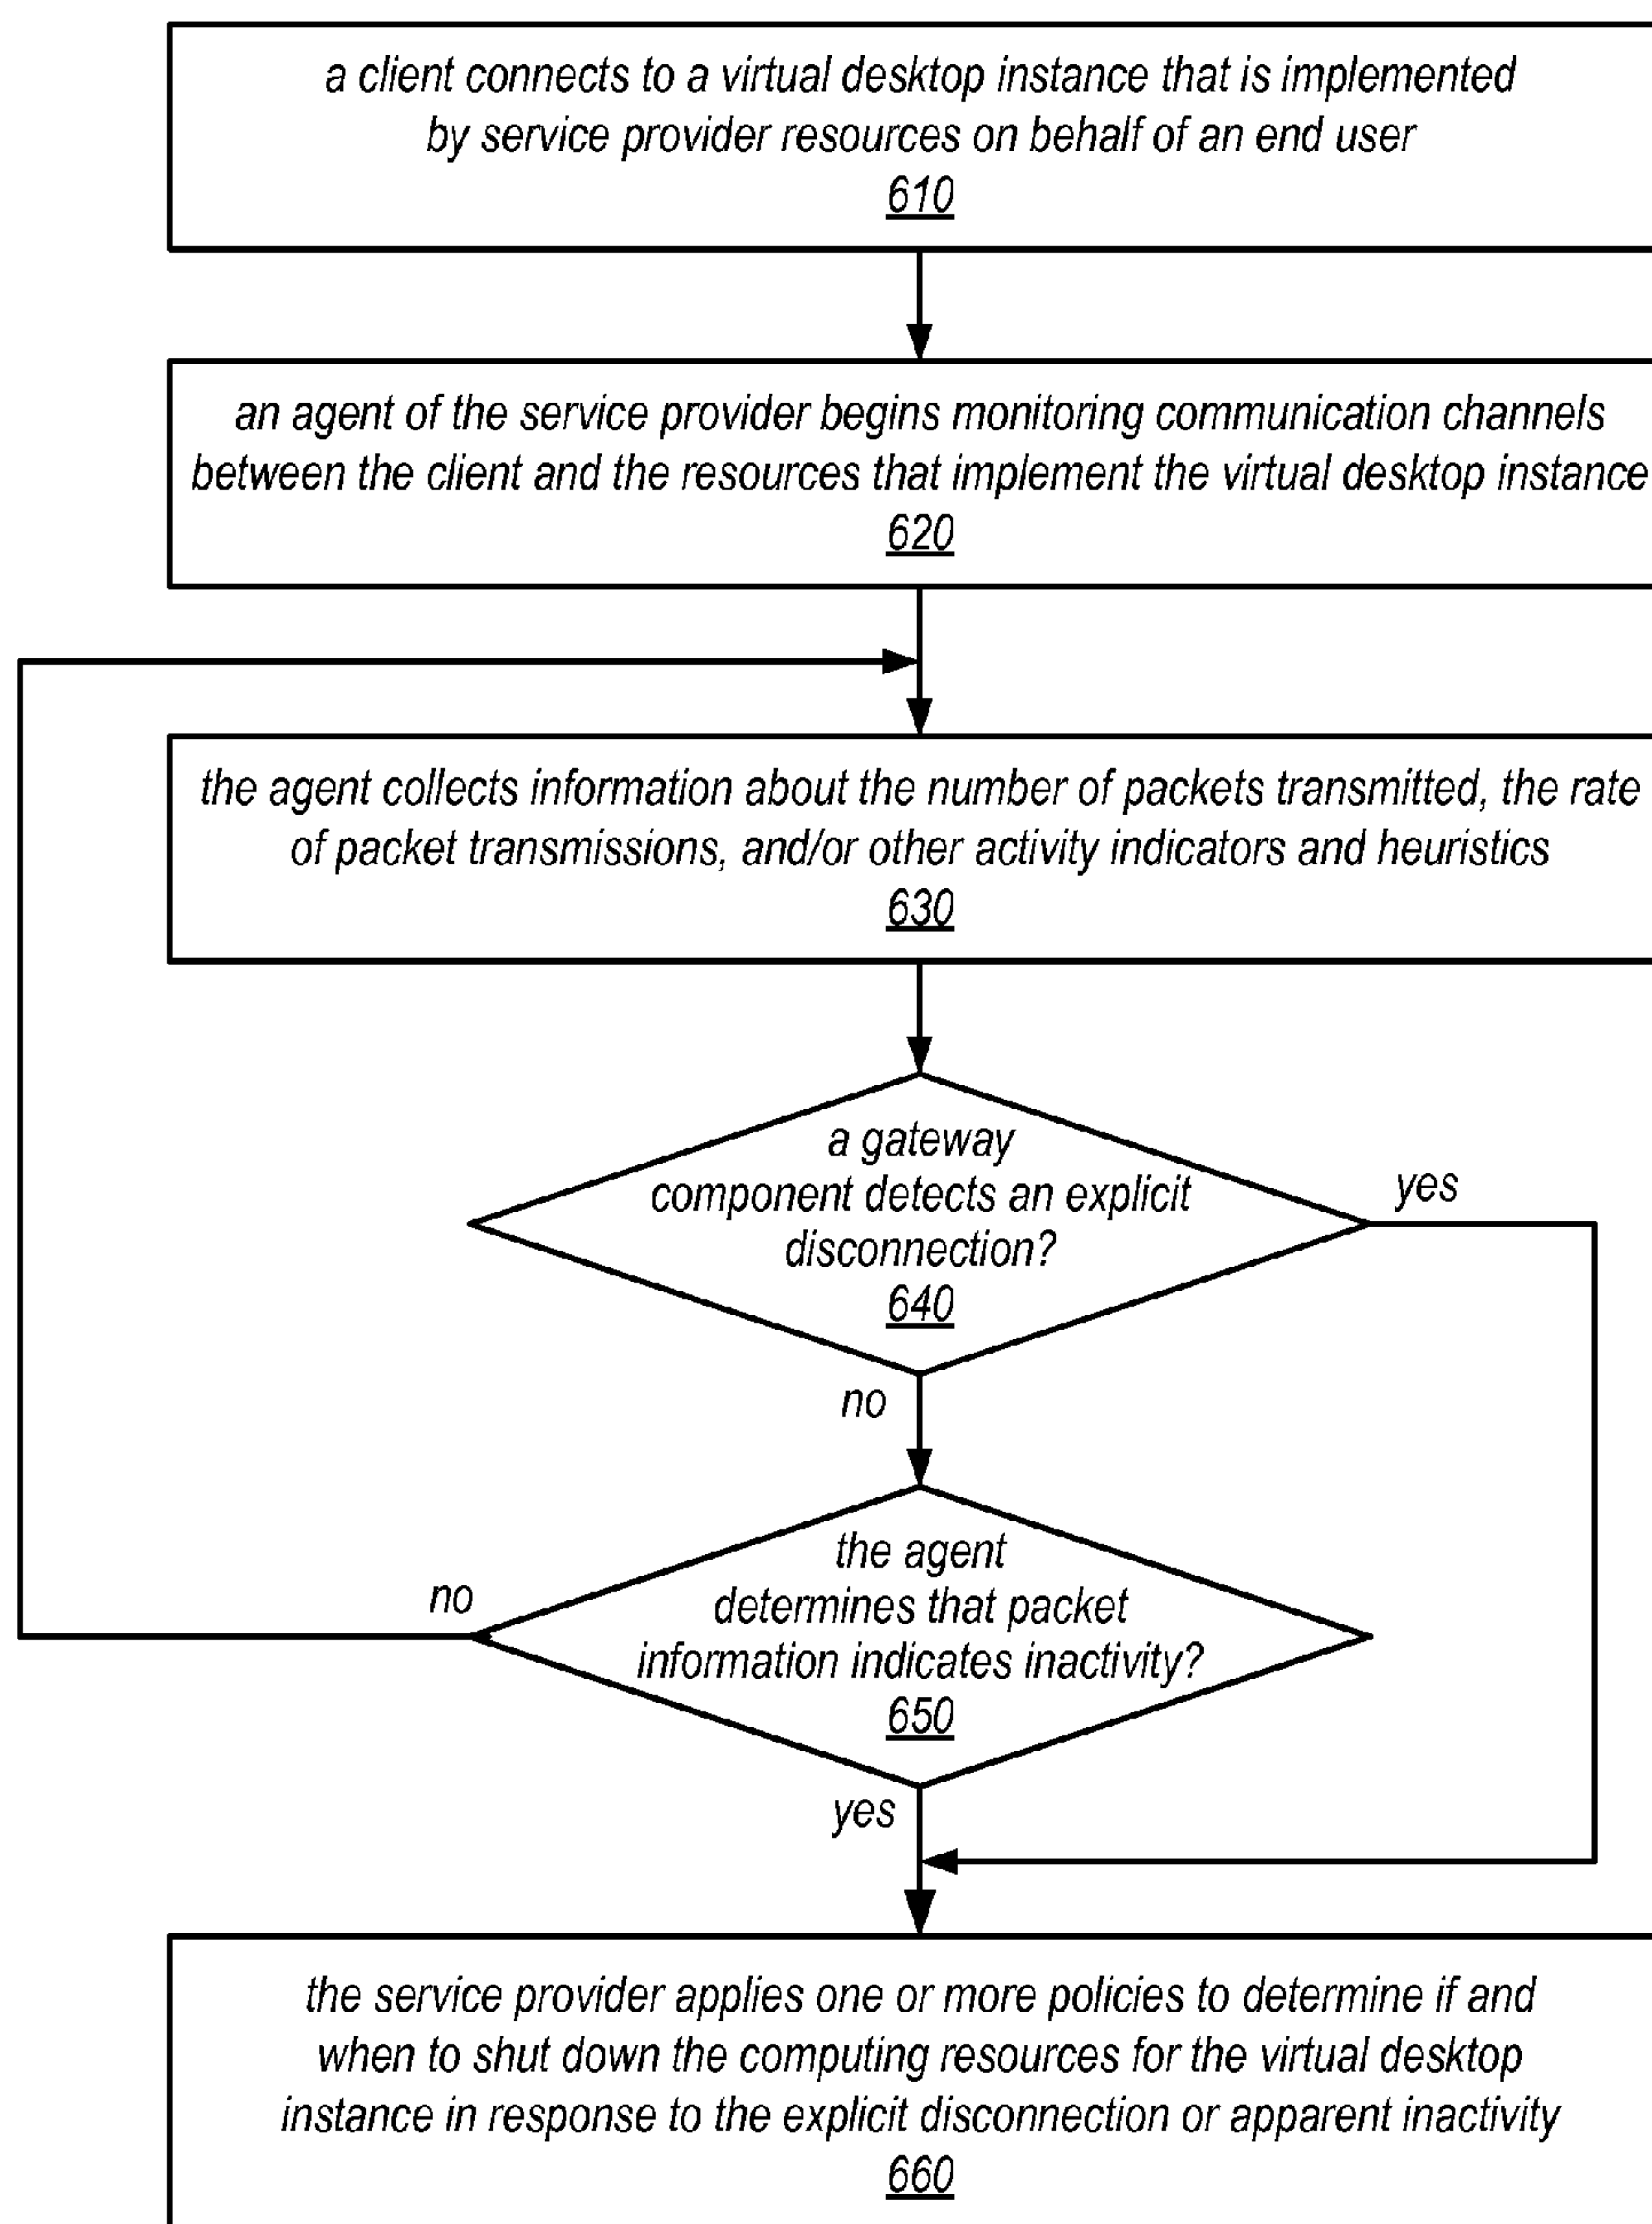 a client connects to a virtual desktop instance that is implemented
by service provider resources on behalf of an end user
610
an agent of the service provider begins monitoring communication channels
between the client and the resources that implement the virtual desktop instance
620
the agent collects information about the number of packets transmitted, the rate
of packet transmissions, and/or other activity indicators and heuristics
630
a gateway
component detects an explicit
disconnection?
640
yes
no
the agent
determines that packet
information indicates inactivity?
650
no
yes
the service provider applies one or more policies to determine if and
when to shut down the computing resources for the virtual desktop
instance in response to the explicit disconnection or apparent inactivity
660